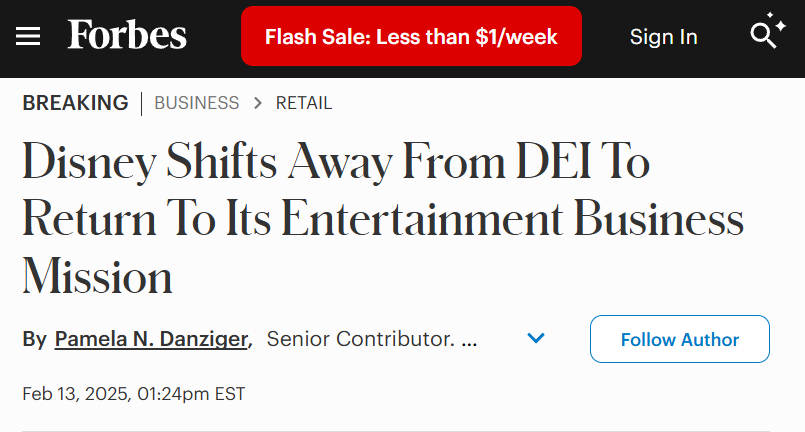 Forbes
Flash Sale: Less than $1/week
Sign In
BREAKING | BUSINESS > RETAIL
Disney Shifts Away From DEI To
Return To Its Entertainment Business
Mission
By Pamela N. Danziger, Senior Contributor. ...
Follow Author
Feb 13, 2025, 01:24pm EST